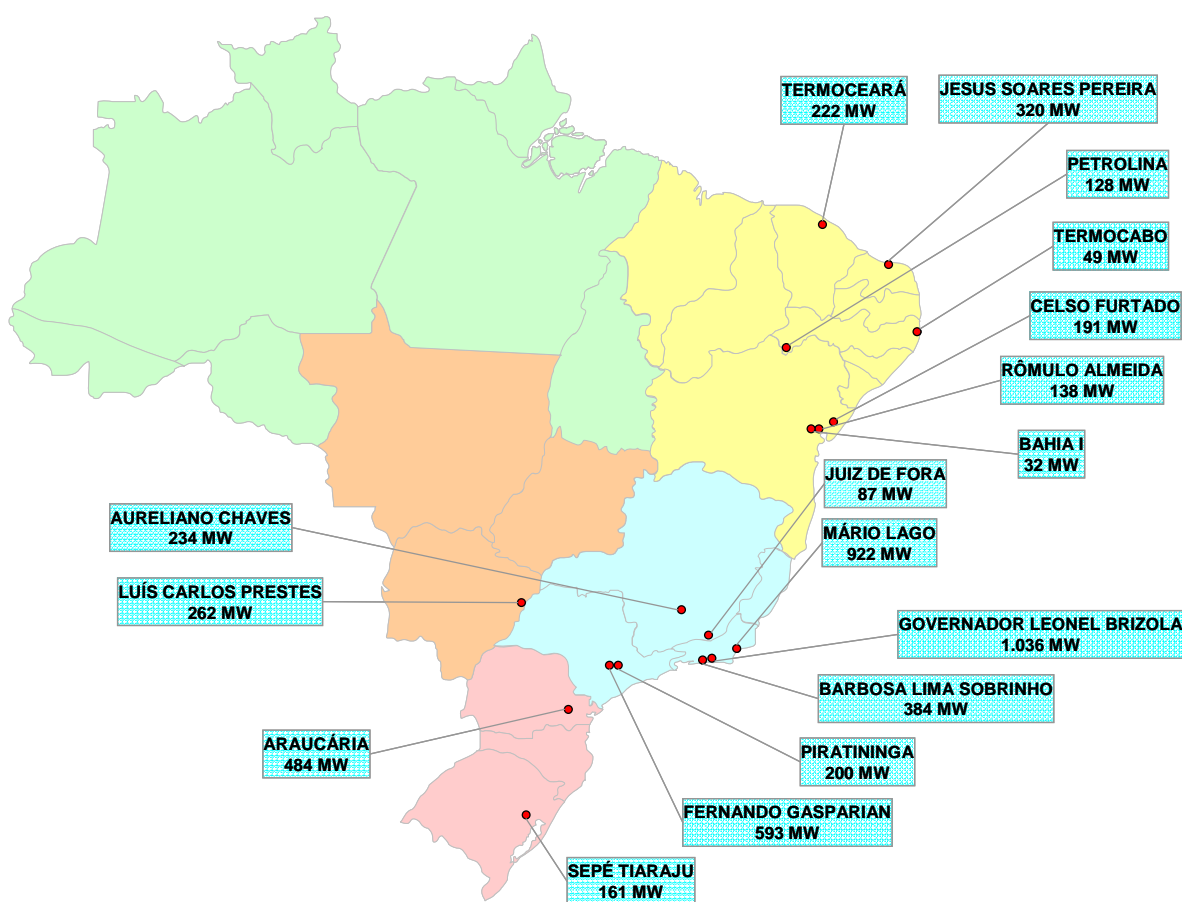 TERMOCEARÁ
222 MW
JESUS SOARES PEREIRA
320 MW
PETROLINA
128 MW
TERMOCABO
49 MW
CELSO FURTADO
191 MW
RÔMULO ALMEIDA
138 MW
BAHIA I
32 MW
JUIZ DE FORA
87 MW
AURELIANO CHAVES
234 MW
MÁRIO LAGO
922 MW
LUÍS CARLOS PRESTES
262 MW
GOVERNADOR LEONEL BRIZOLA
1.036 MW
BARBOSA LIMA SOBRINHO
384 MW
ARAUCÁRIA
484 MW
PIRATININGA
200 MW
FERNANDO GASPARIAN
593 MW
SEPÉ TIARAJU
161 MW